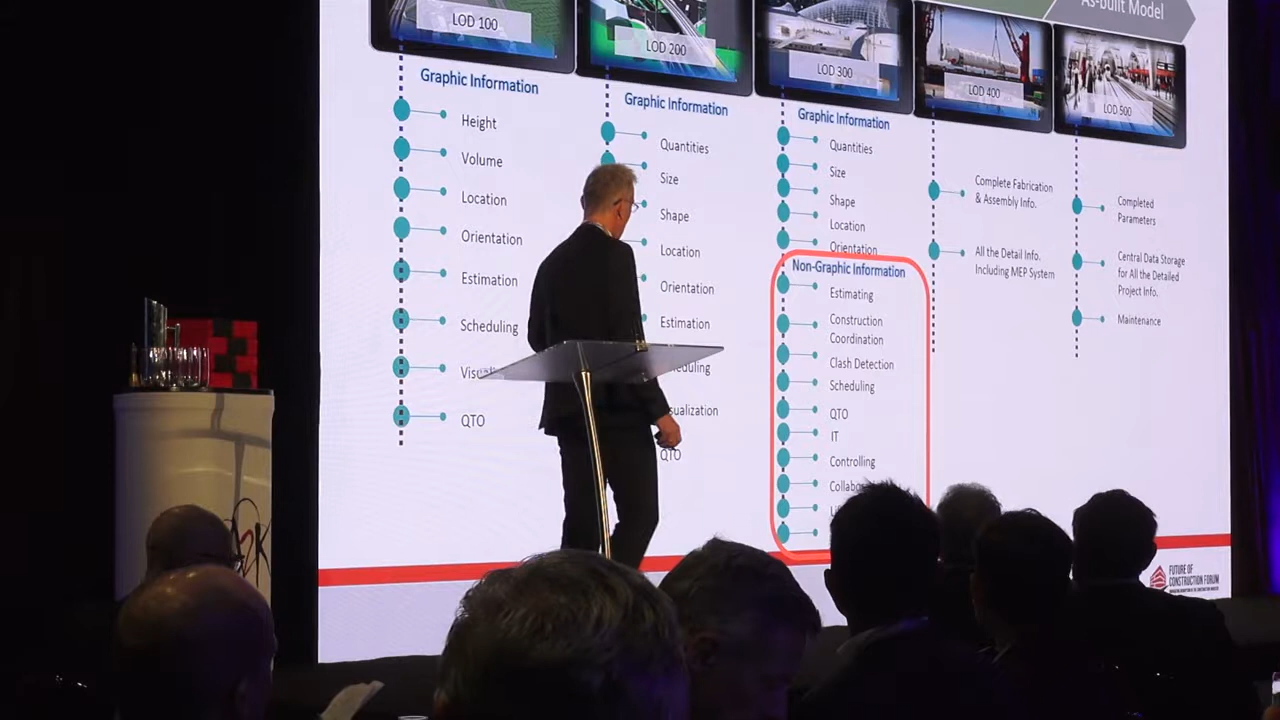 As-built Model
LOD 100
LOD 200
LOD 300
LOD 400
LOD 500
Graphic Information
Height
Volume
Location
Orientation
Estimation
Scheduling
QTO
Graphic Information
Quantities
Size
Shape
Location
Orientation
Estimation
QTO
Graphic Information
Quantities
Size
Shape
Location
Orientation
Non-Graphic Information
Estimating
Construction
Coordination
Clash Detection
Scheduling
QTO
IT
Controlling
Complete Fabrication
& Assembly Info.
All the Detail Info.
Including MEP System
Completed
Parameters
Central Data Storage
for All the Detailed
Project Info.
Maintenance
FUTURE OF
CONSTRUCTION FORUM